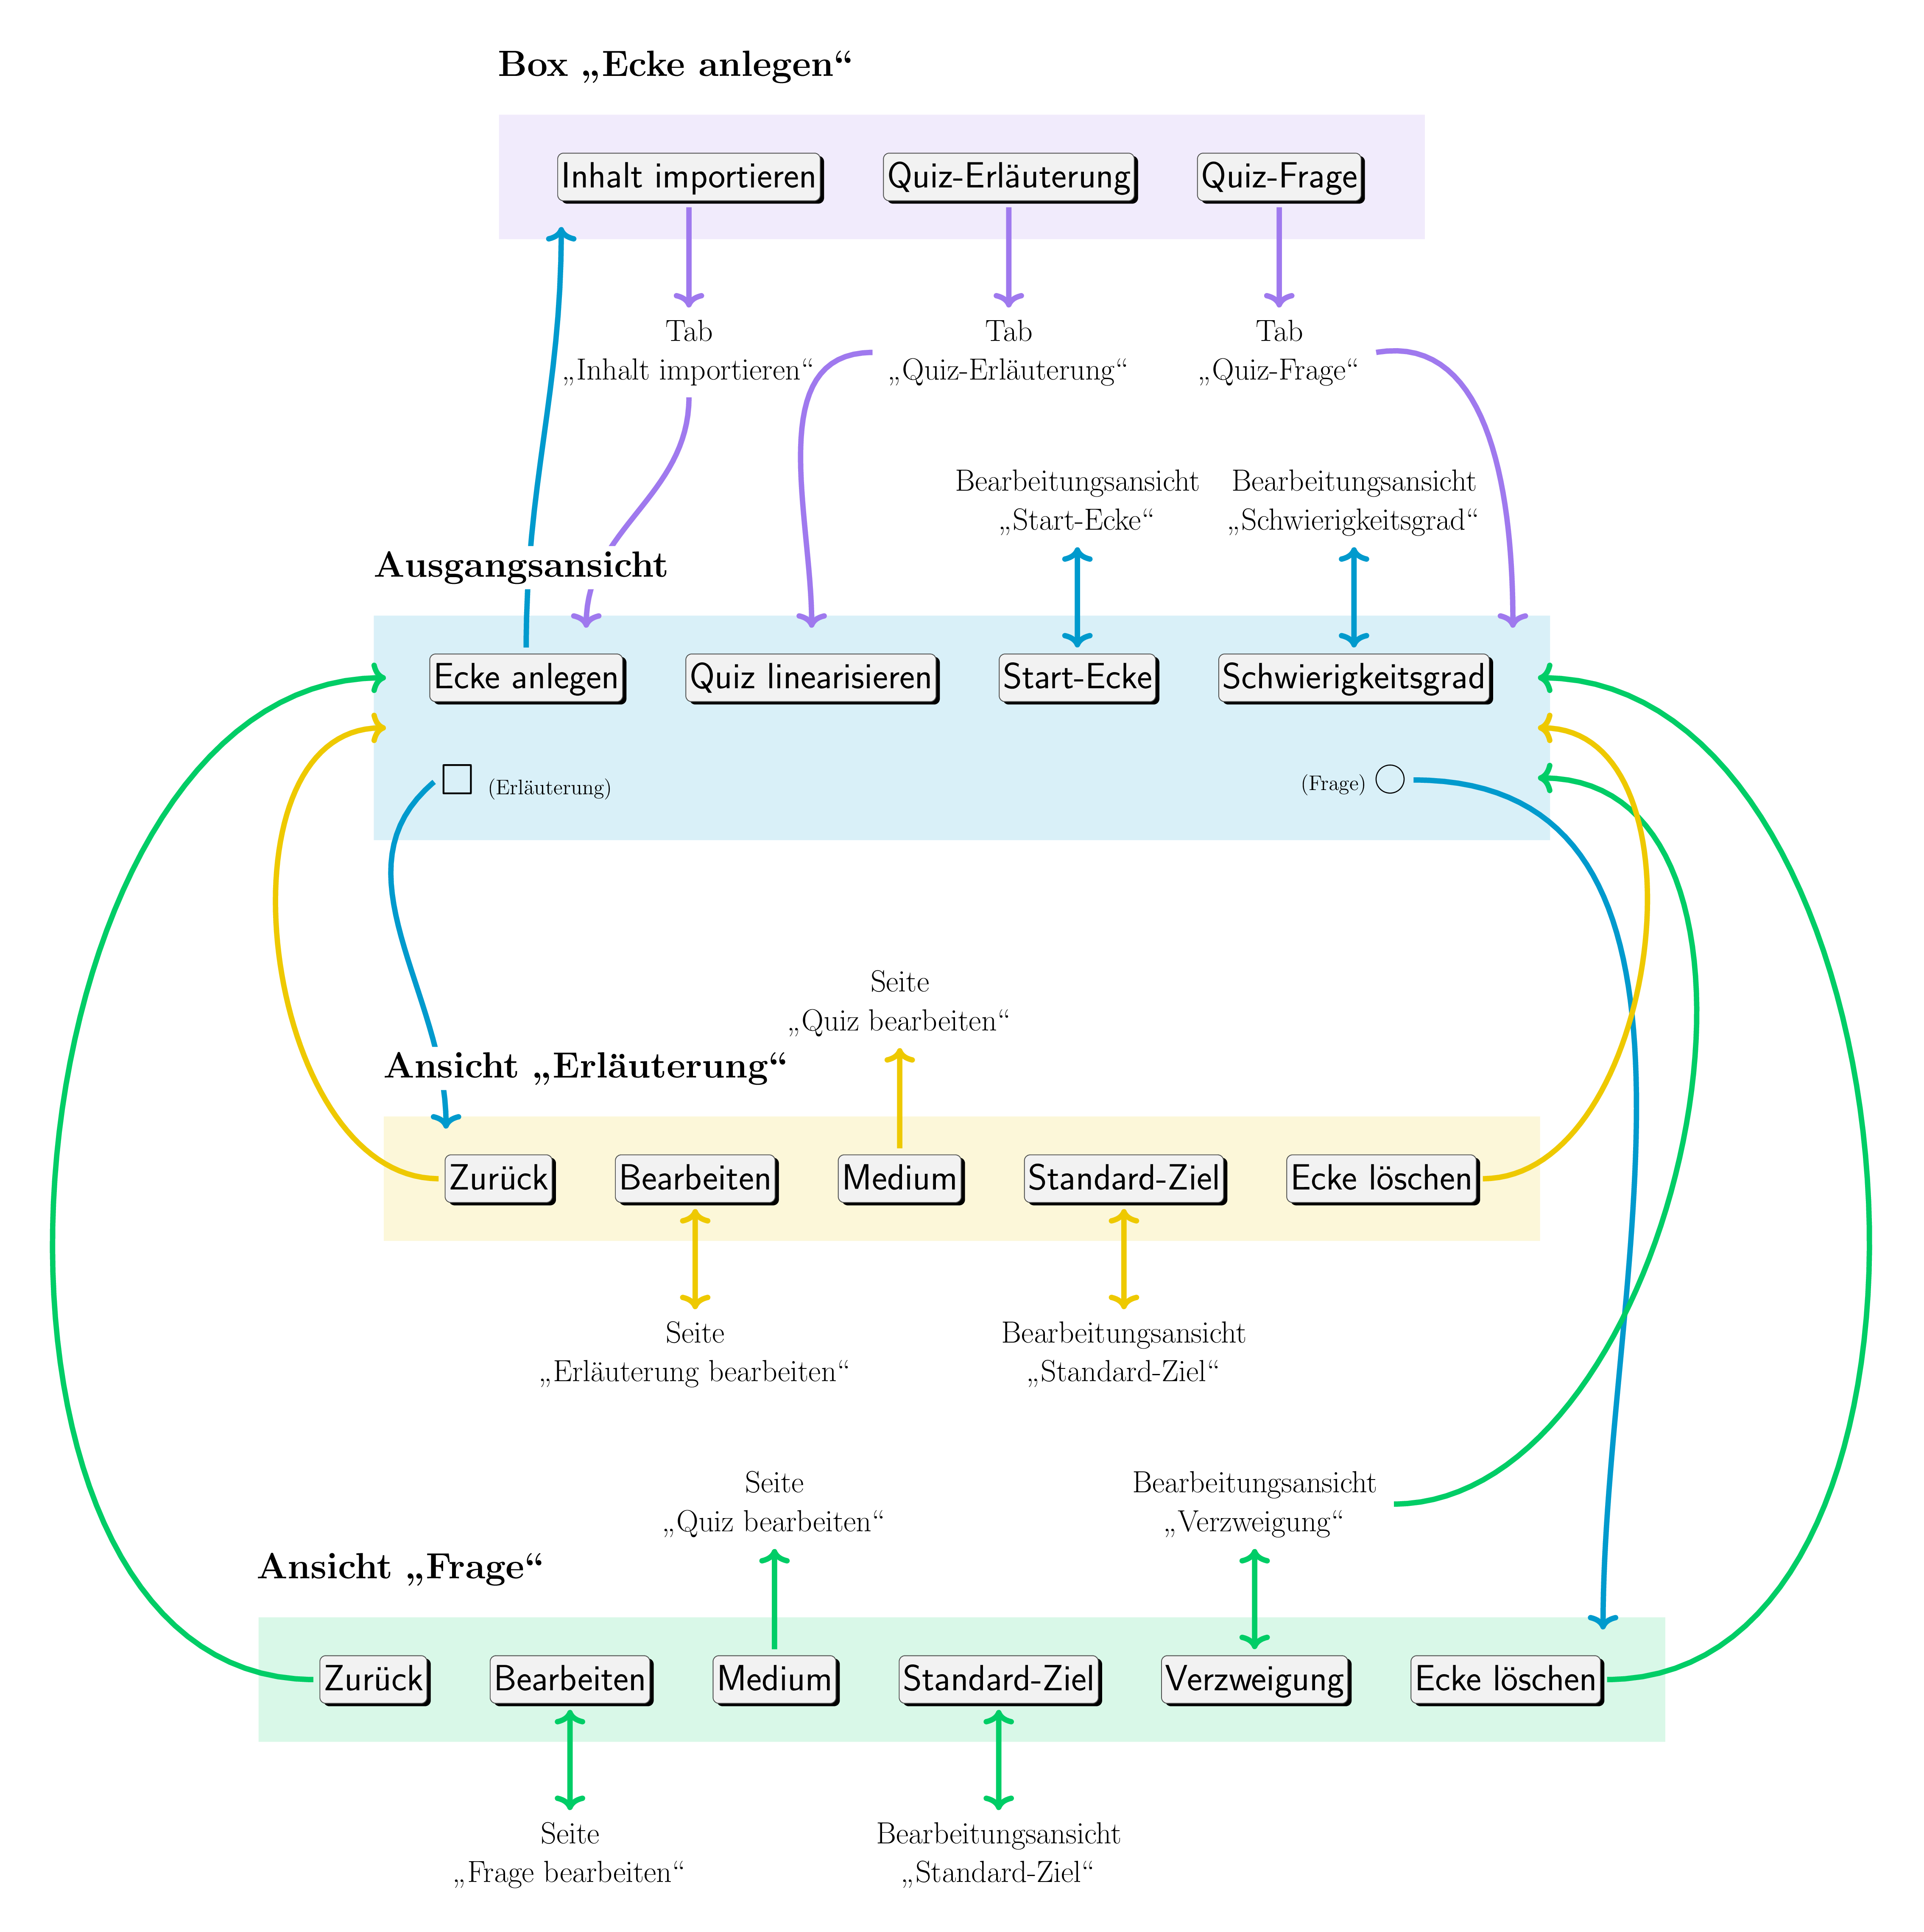 Box „Ecke anlegen“
Inhalt importieren
Quiz-Erläuterung
Quiz-Frage
Tab
„Inhalt importieren“
Tab
„Quiz-Erläuterung“
Tab
„Quiz-Frage“
Bearbeitungsansicht
„Start-Ecke“
Bearbeitungsansicht
„Schwierigkeitsgrad“
Ausgangsansicht
Ecke anlegen
Quiz linearisieren
Start-Ecke
Schwierigkeitsgrad
(Erläuterung)
(Frage)
Seite
„Quiz bearbeiten“
Ansicht „Erläuterung“
Zurück
Bearbeiten
Medium
Standard-Ziel
Ecke löschen
Seite
„Erläuterung bearbeiten“
Bearbeitungsansicht
„Standard-Ziel“
Seite
„Quiz bearbeiten“
Bearbeitungsansicht
„Verzweigung“
Ansicht „Frage“
Zurück
Bearbeiten
Medium
Standard-Ziel
Verzweigung
Ecke löschen
Seite
„Frage bearbeiten“
Bearbeitungsansicht
„Standard-Ziel“